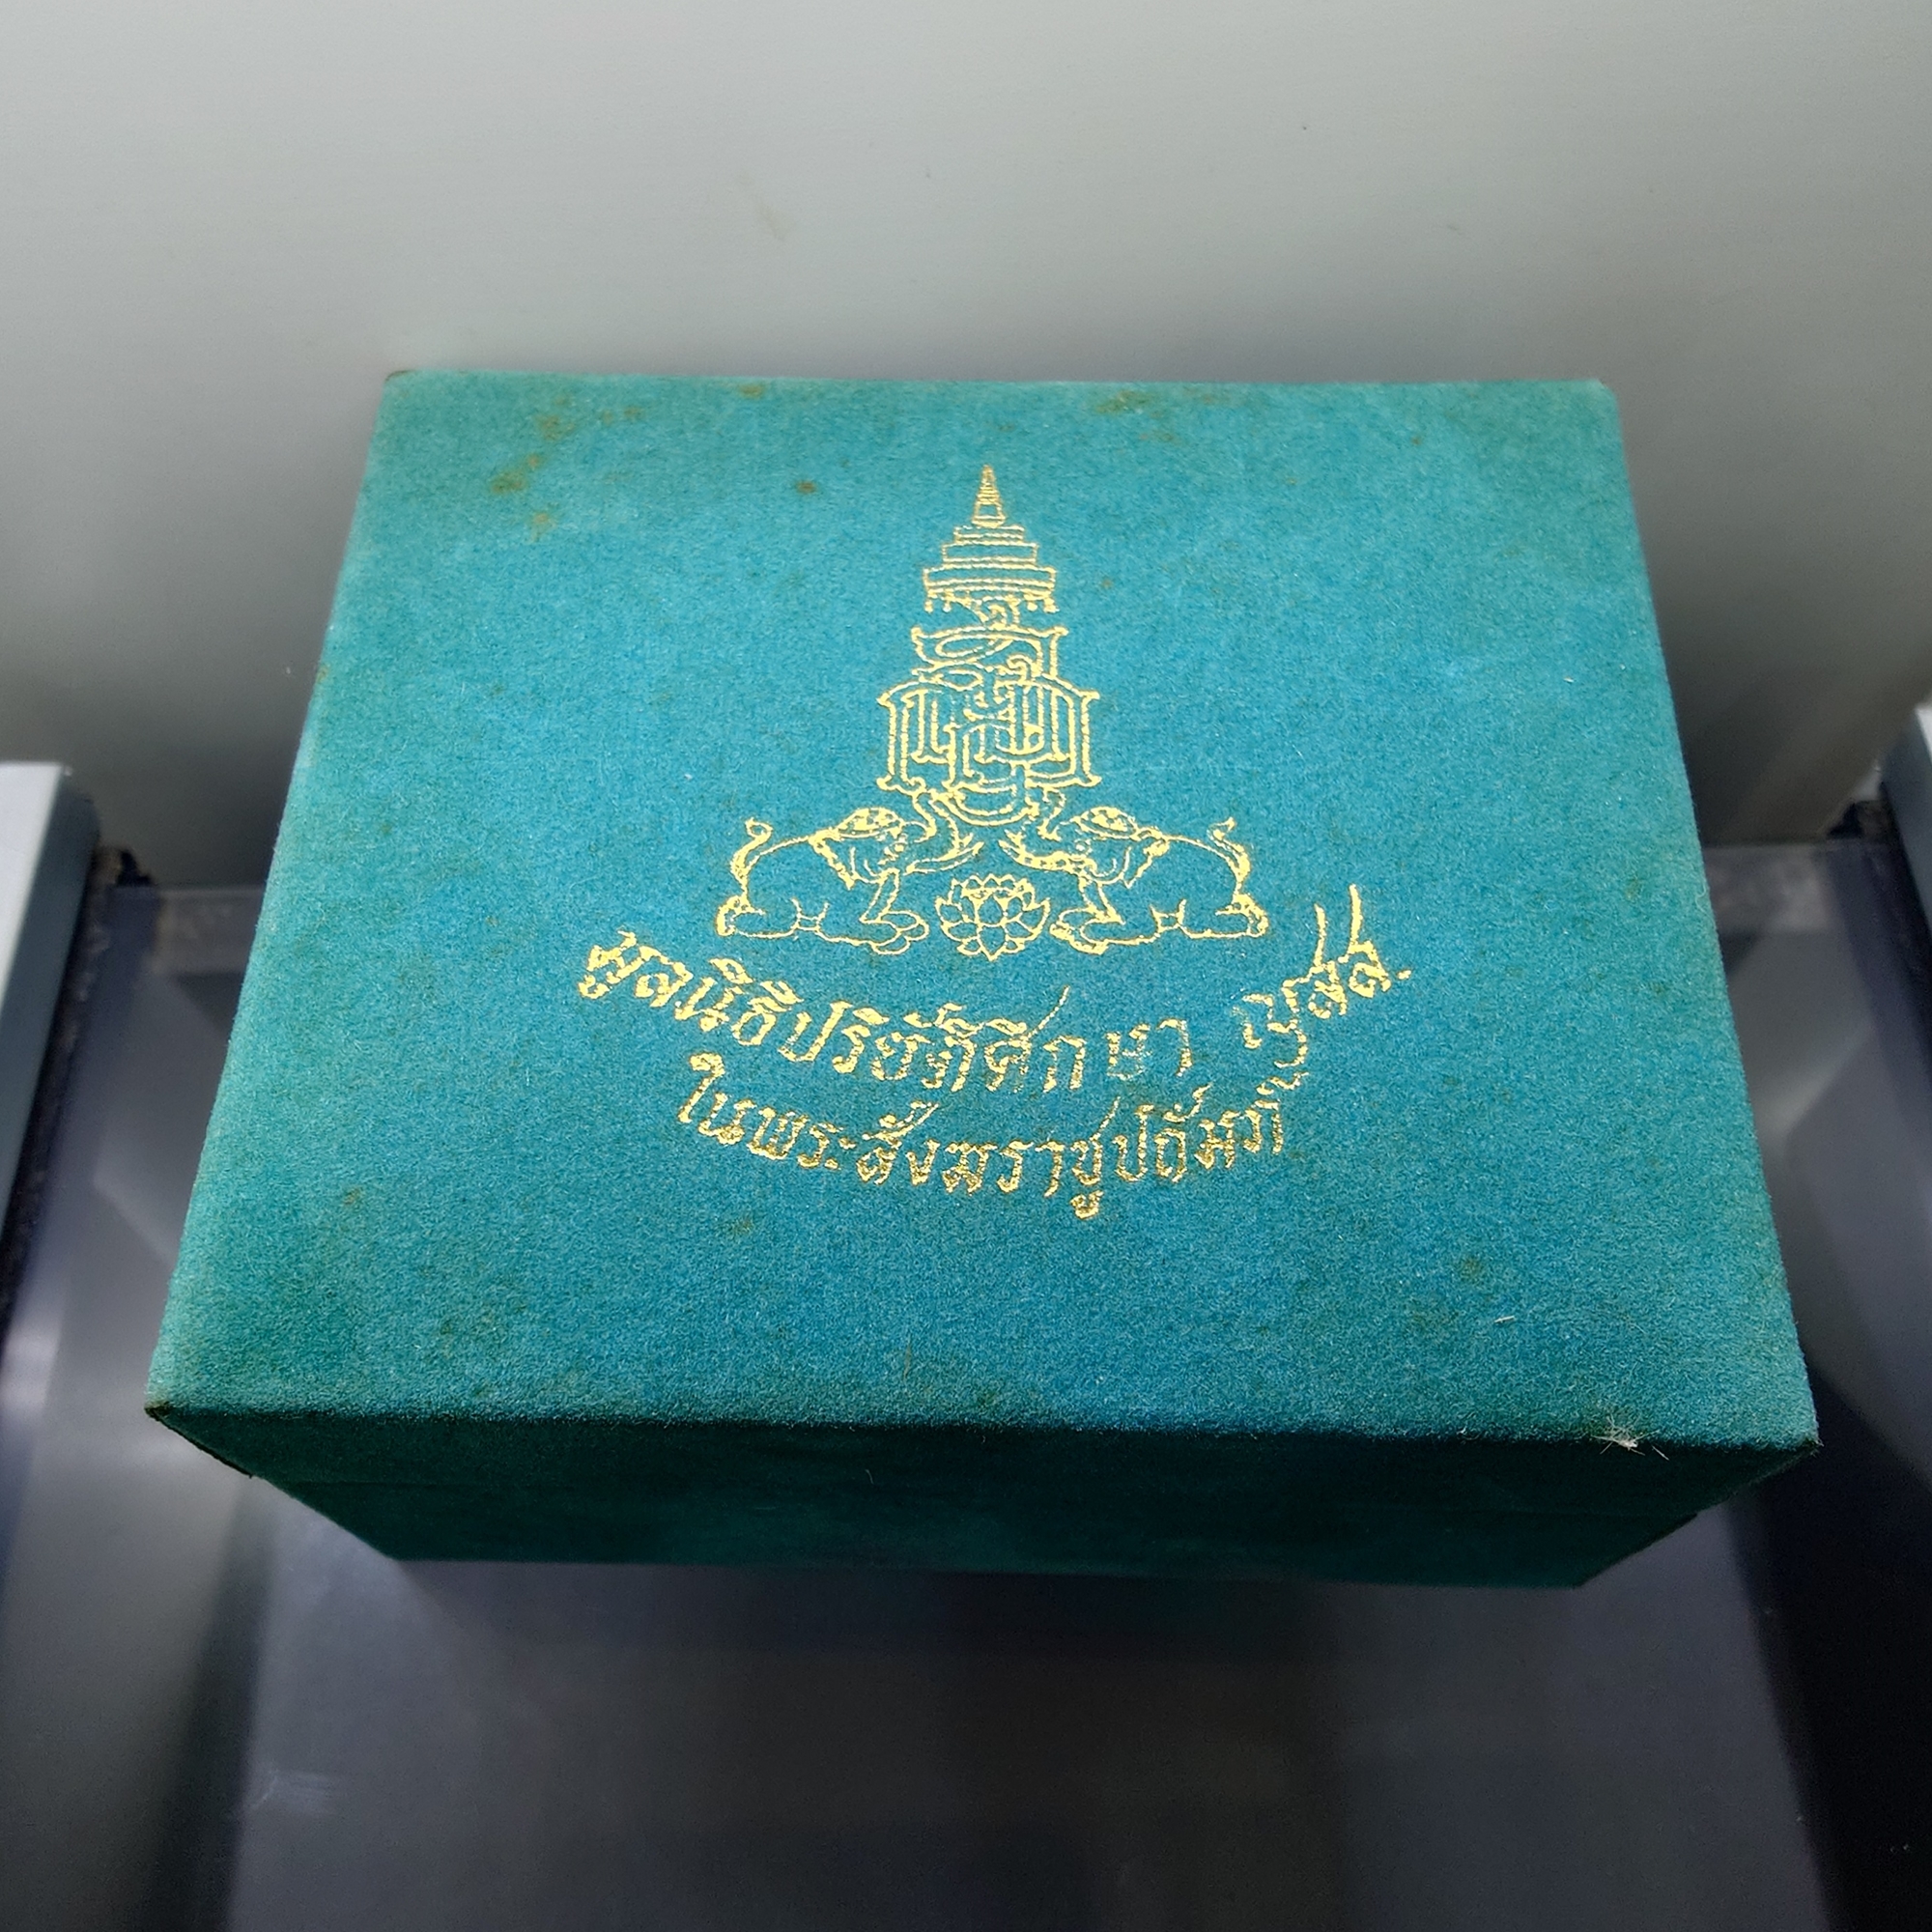 มูลนิธิปริยัติศึกษา ญสส.
ในพระสังฆราชูปถัมภ์